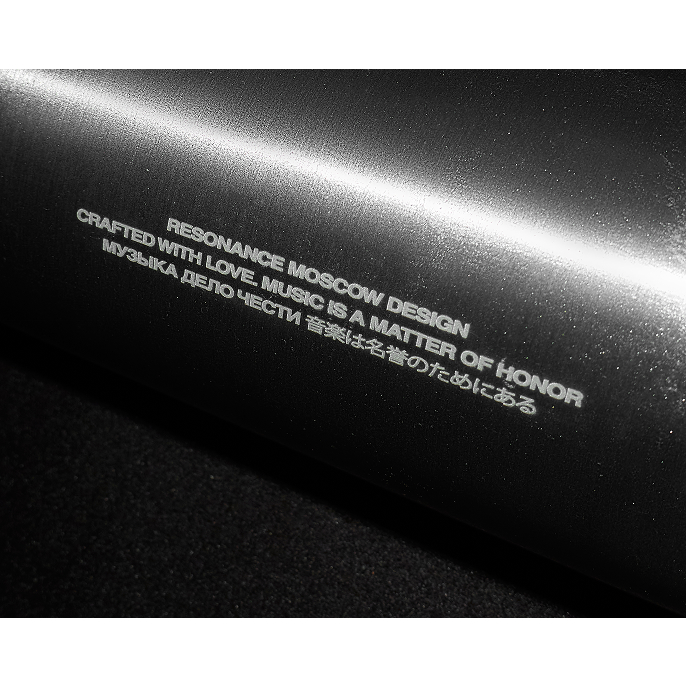 RESONANCE MOSCOW DESIGN
CRAFTED WITH LOVE. MUSIC IS A MATTER OF HONOR
МУЗЫКА ДЕЛО ЧЕСТИ 音楽は名誉のためにある